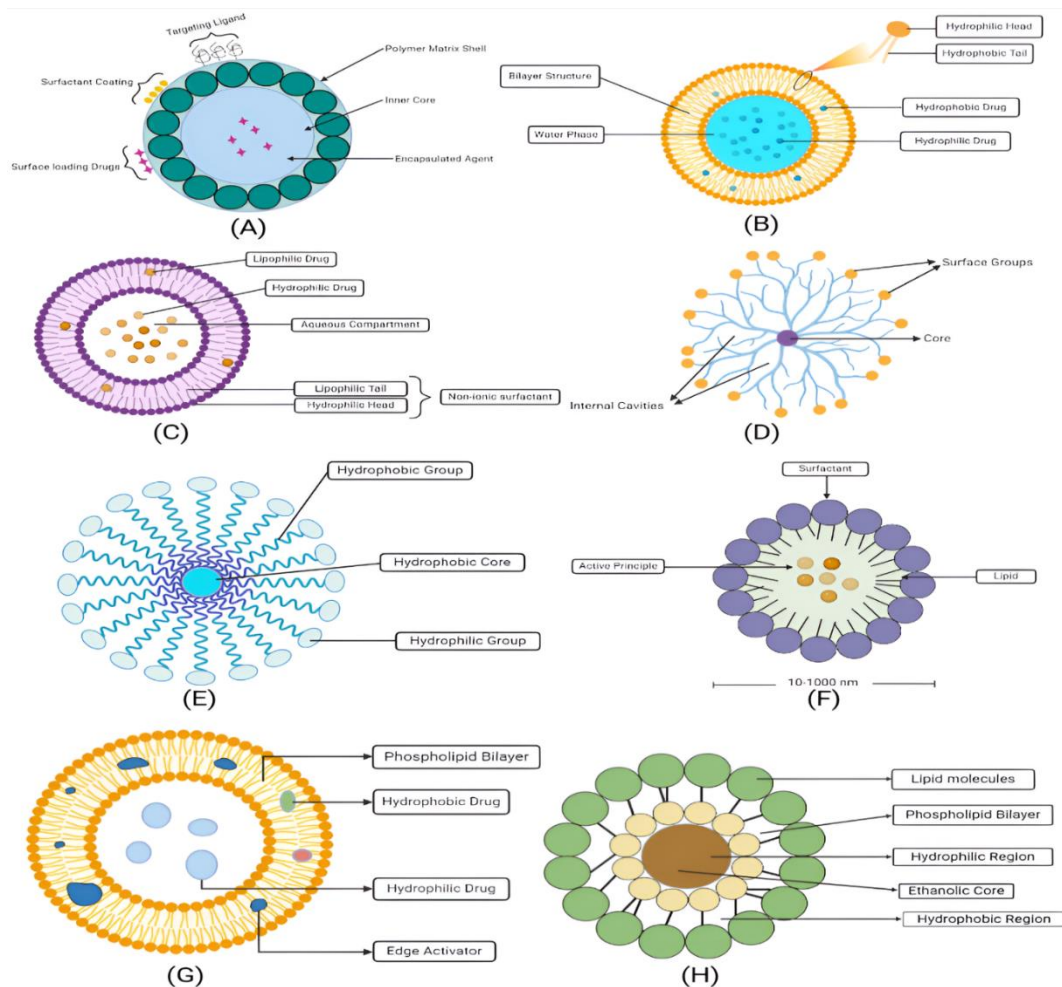 Targeting Ligand
Polymer Matrix Shell
Surfactant Coating
Inner Core
Surface loading Drugs
Encapsulated Agent
(A)
Hydrophilic Head
Hydrophobic Tail
Bilayer Structure
Hydrophobic Drug
Water Phase
Hydrophilic Drug
(B)
Lipophilic Drug
Hydrophilic Drug
Aqueous Compartment
Lipophilic Tail
Hydrophilic Head
Non-ionic surfactant
(C)
Surface Groups
Core
Internal Cavities
(D)
Hydrophobic Group
Hydrophobic Core
Hydrophilic Group
(E)
Surfactant
Active Principle
Lipid
10-1000 nm
(F)
Phospholipid Bilayer
Hydrophobic Drug
Hydrophilic Drug
Edge Activator
(G)
Lipid molecules
Phospholipid Bilayer
Hydrophilic Region
Ethanolic Core
Hydrophobic Region
(H)